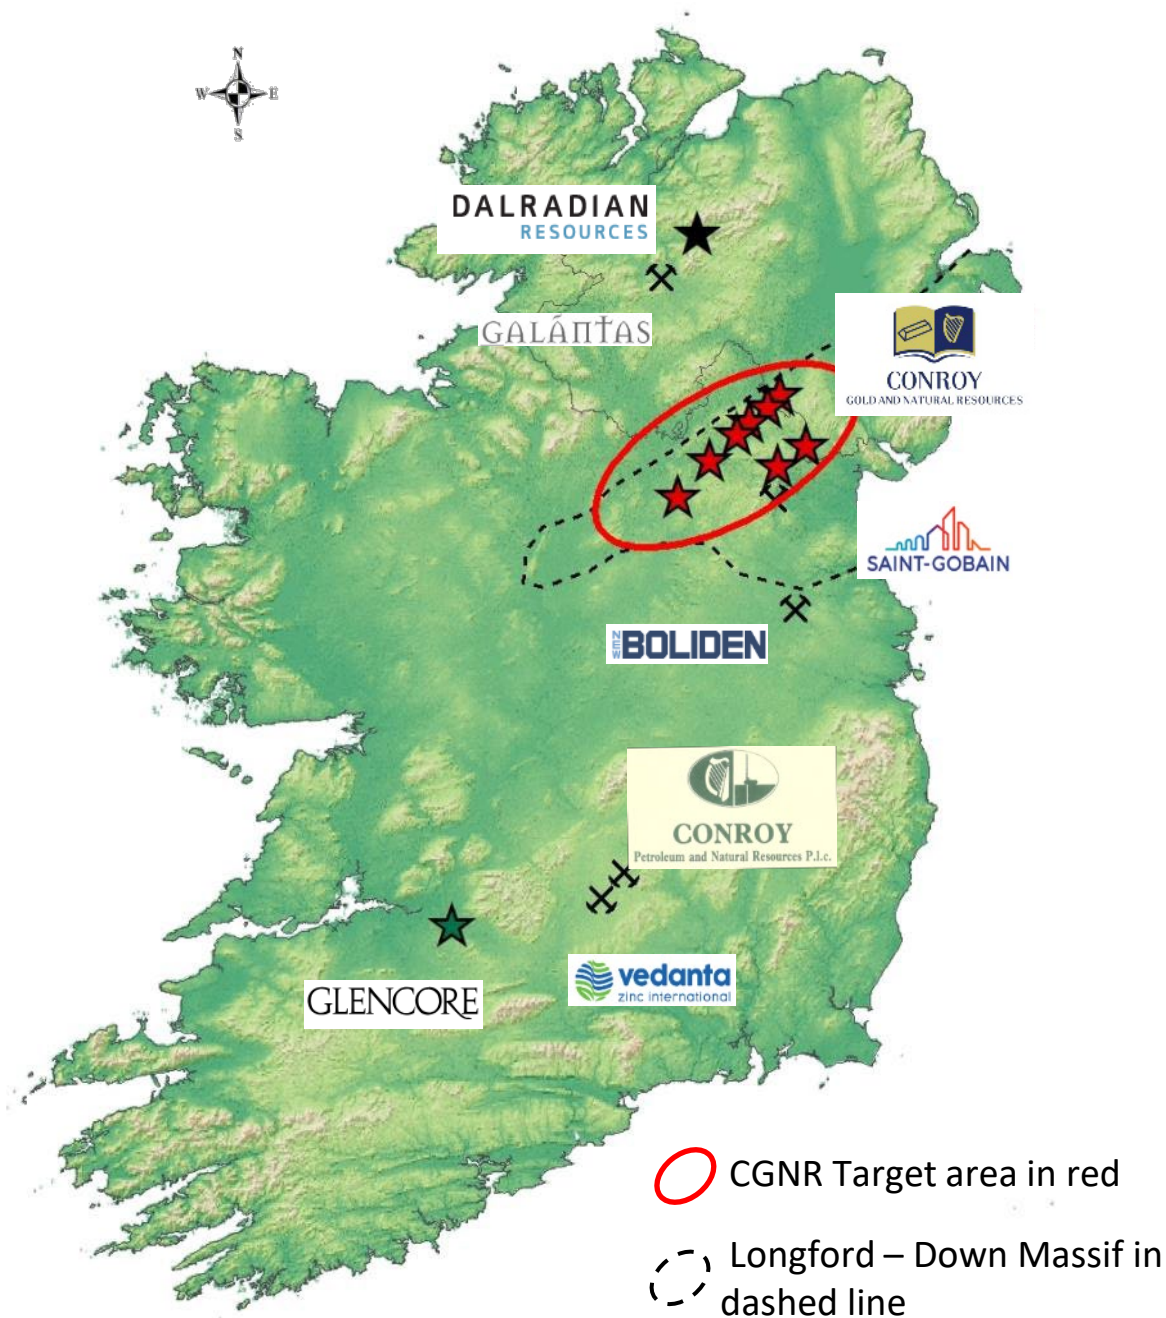 N
W E
S
DALRADIAN
RESOURCES
GALÁNTAS
CONROY
GOLD AND NATURAL RESOURCES
SAINT-GOBAIN
NEW BOLIDEN
CONROY
Petroleum and Natural Resources P.l.c.
vedanta
zinc international
GLENCORE
CGNR Target area in red
Longford – Down Massif in
dashed line